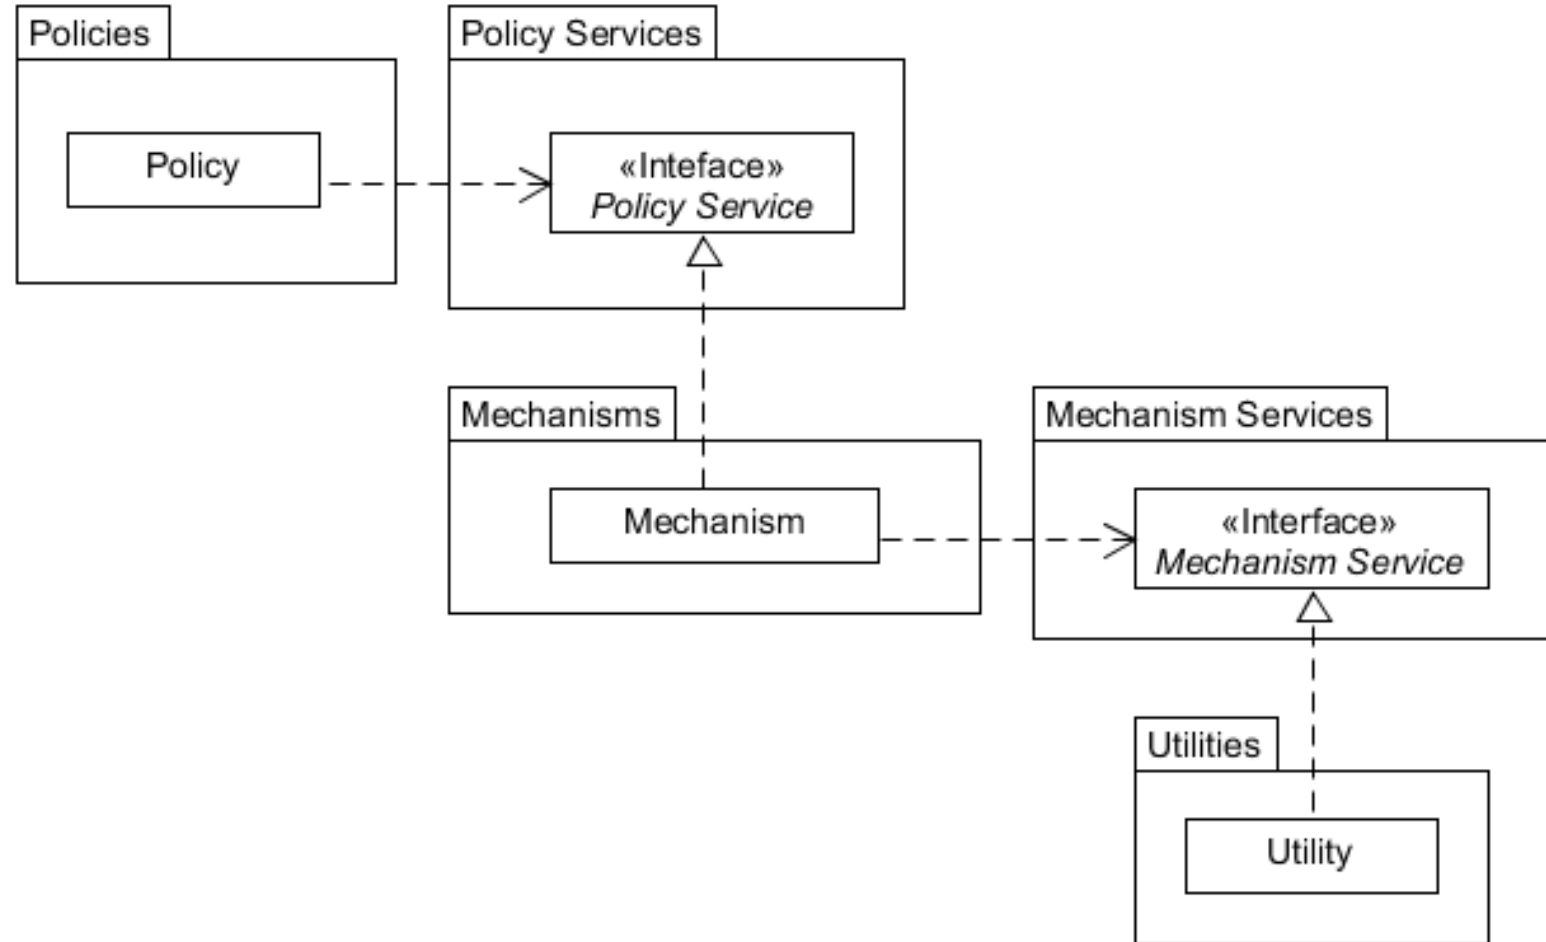 Policies
Policy Services
Policy
«Inteface»
Policy Service
Mechanisms
Mechanism Services
Mechanism
«Interface»
Mechanism Service
Utilities
Utility